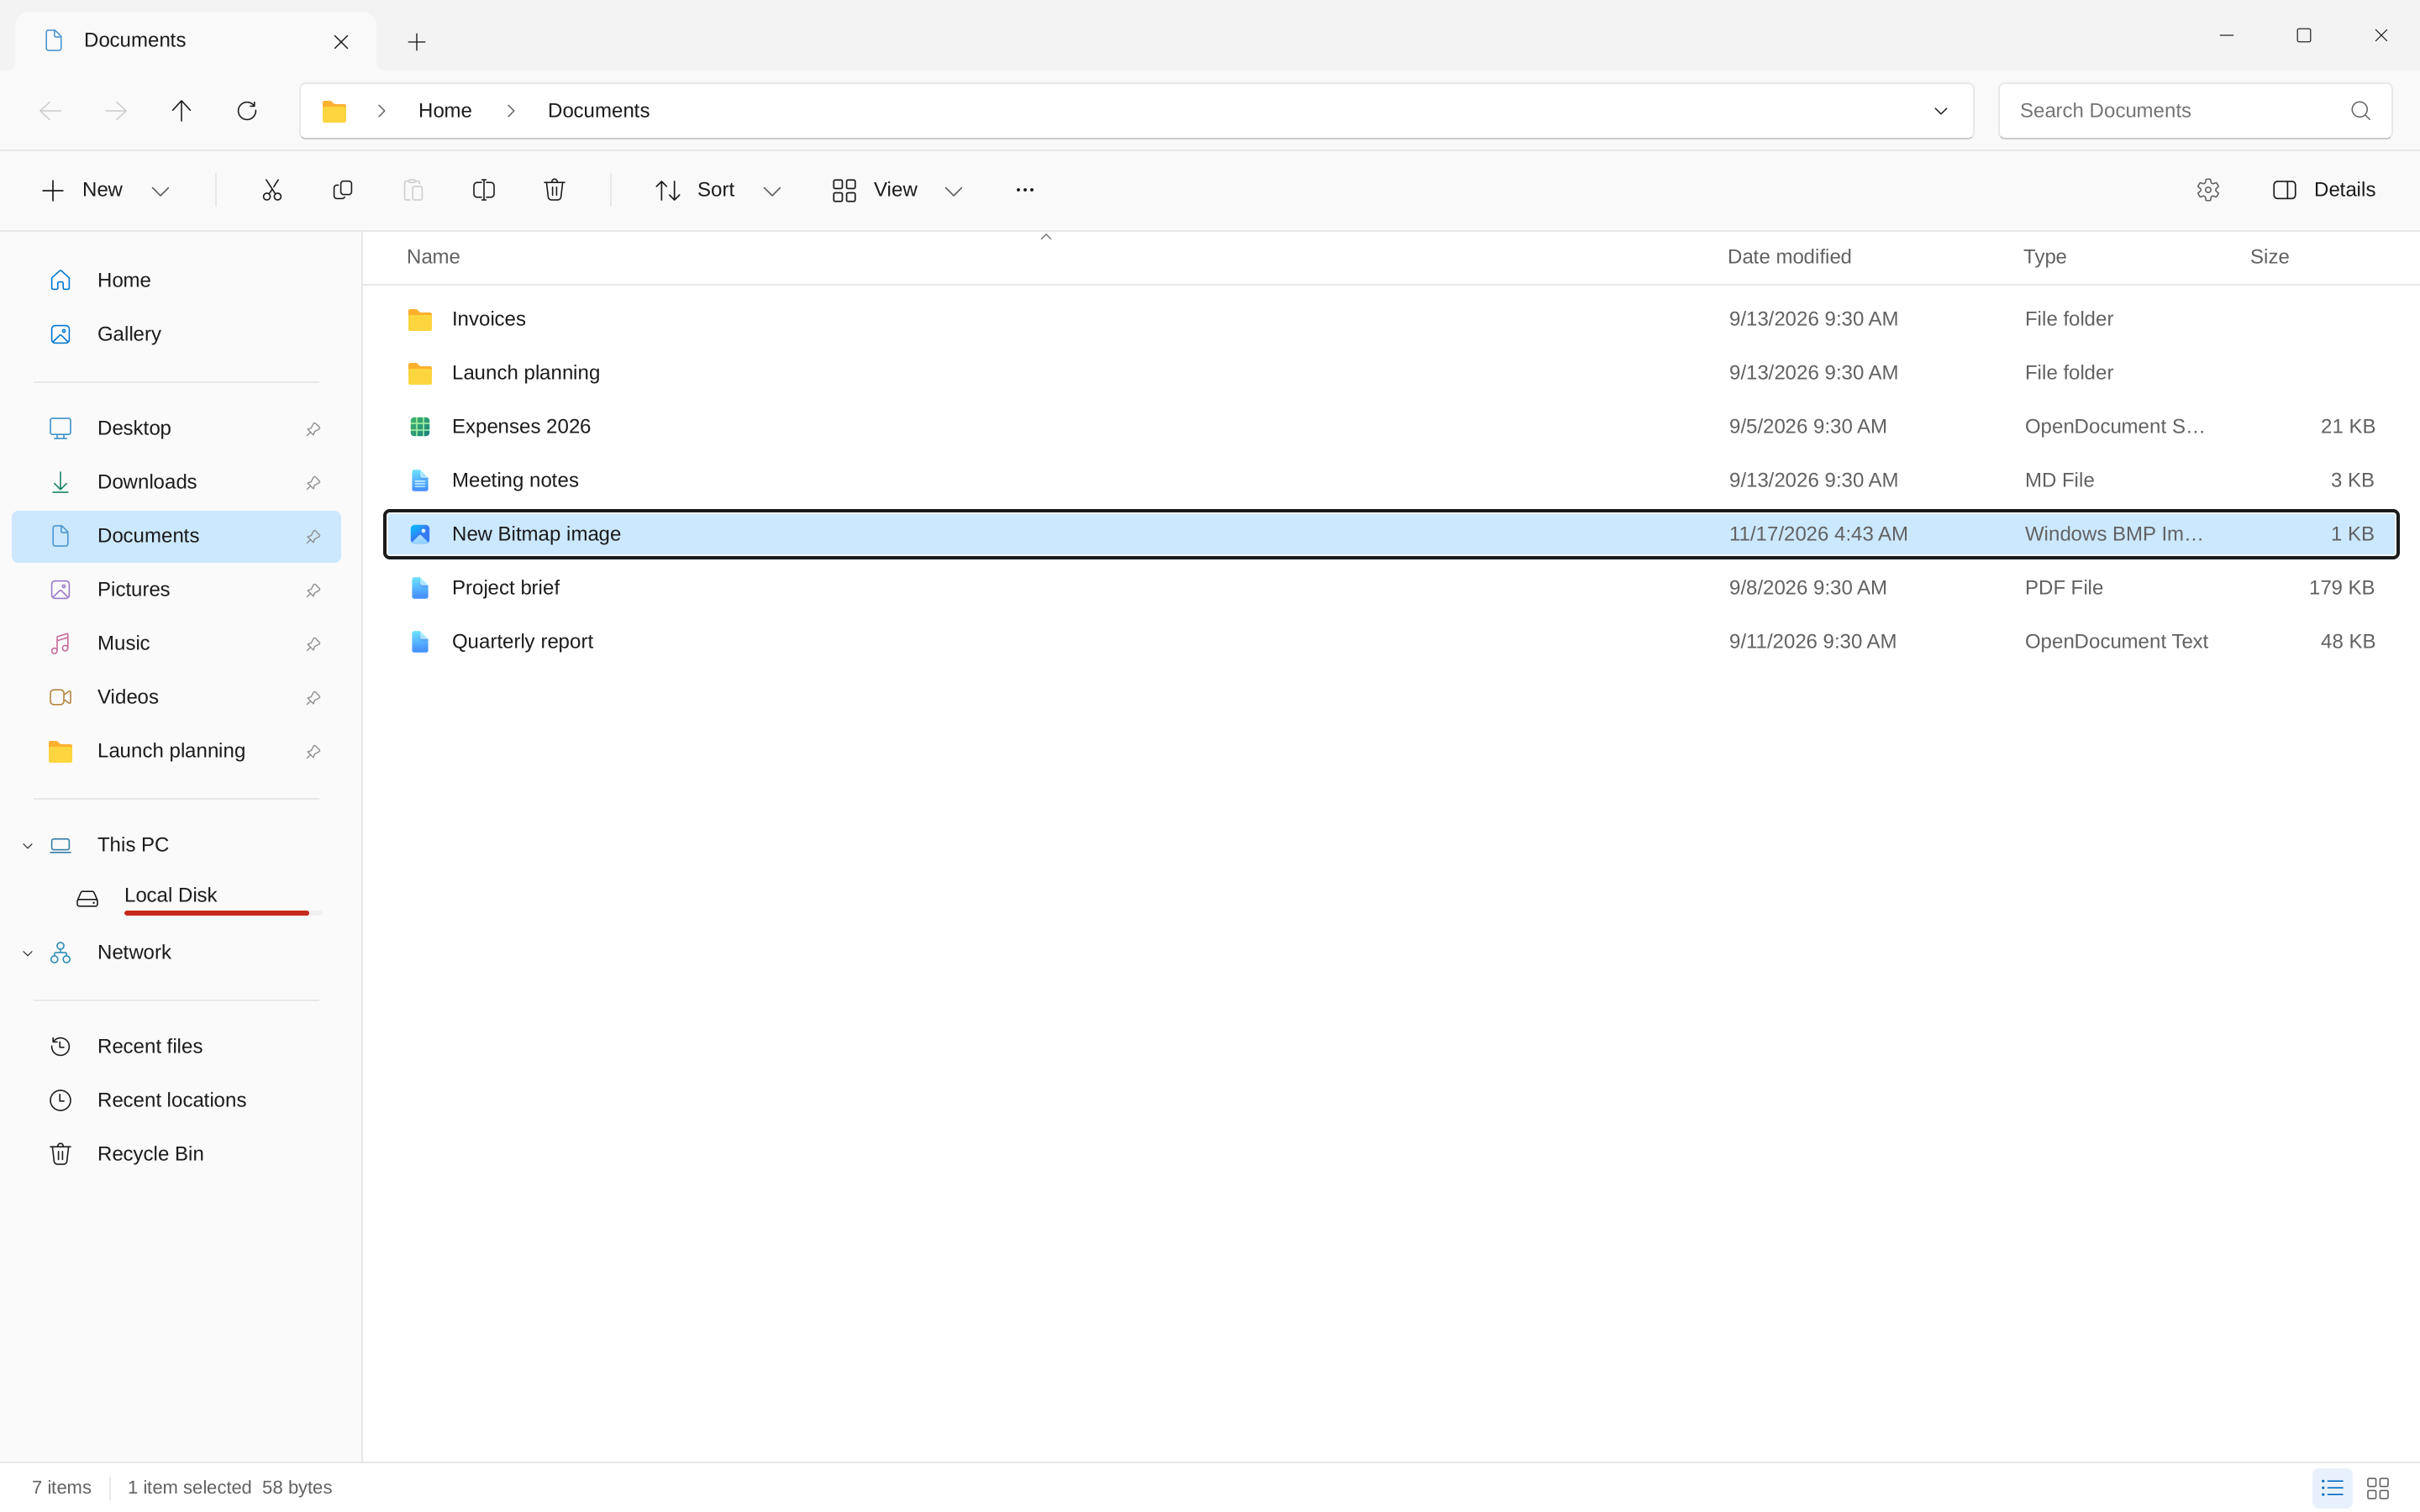 Documents
Home
Documents
Search Documents
New
Sort
View
Details
Name
Date modified
Type
Size
Home
Gallery
Desktop
Downloads
Documents
Pictures
Music
Videos
Launch planning
This PC
Local Disk
Network
Recent files
Recent locations
Recycle Bin
Invoices 9/13/2026 9:30 AM File folder
Launch planning 9/13/2026 9:30 AM File folder
Expenses 2026 9/5/2026 9:30 AM OpenDocument S… 21 KB
Meeting notes 9/13/2026 9:30 AM MD File 3 KB
New Bitmap image 11/17/2026 4:43 AM Windows BMP Im… 1 KB
Project brief 9/8/2026 9:30 AM PDF File 179 KB
Quarterly report 9/11/2026 9:30 AM OpenDocument Text 48 KB
7 items
1 item selected 58 bytes